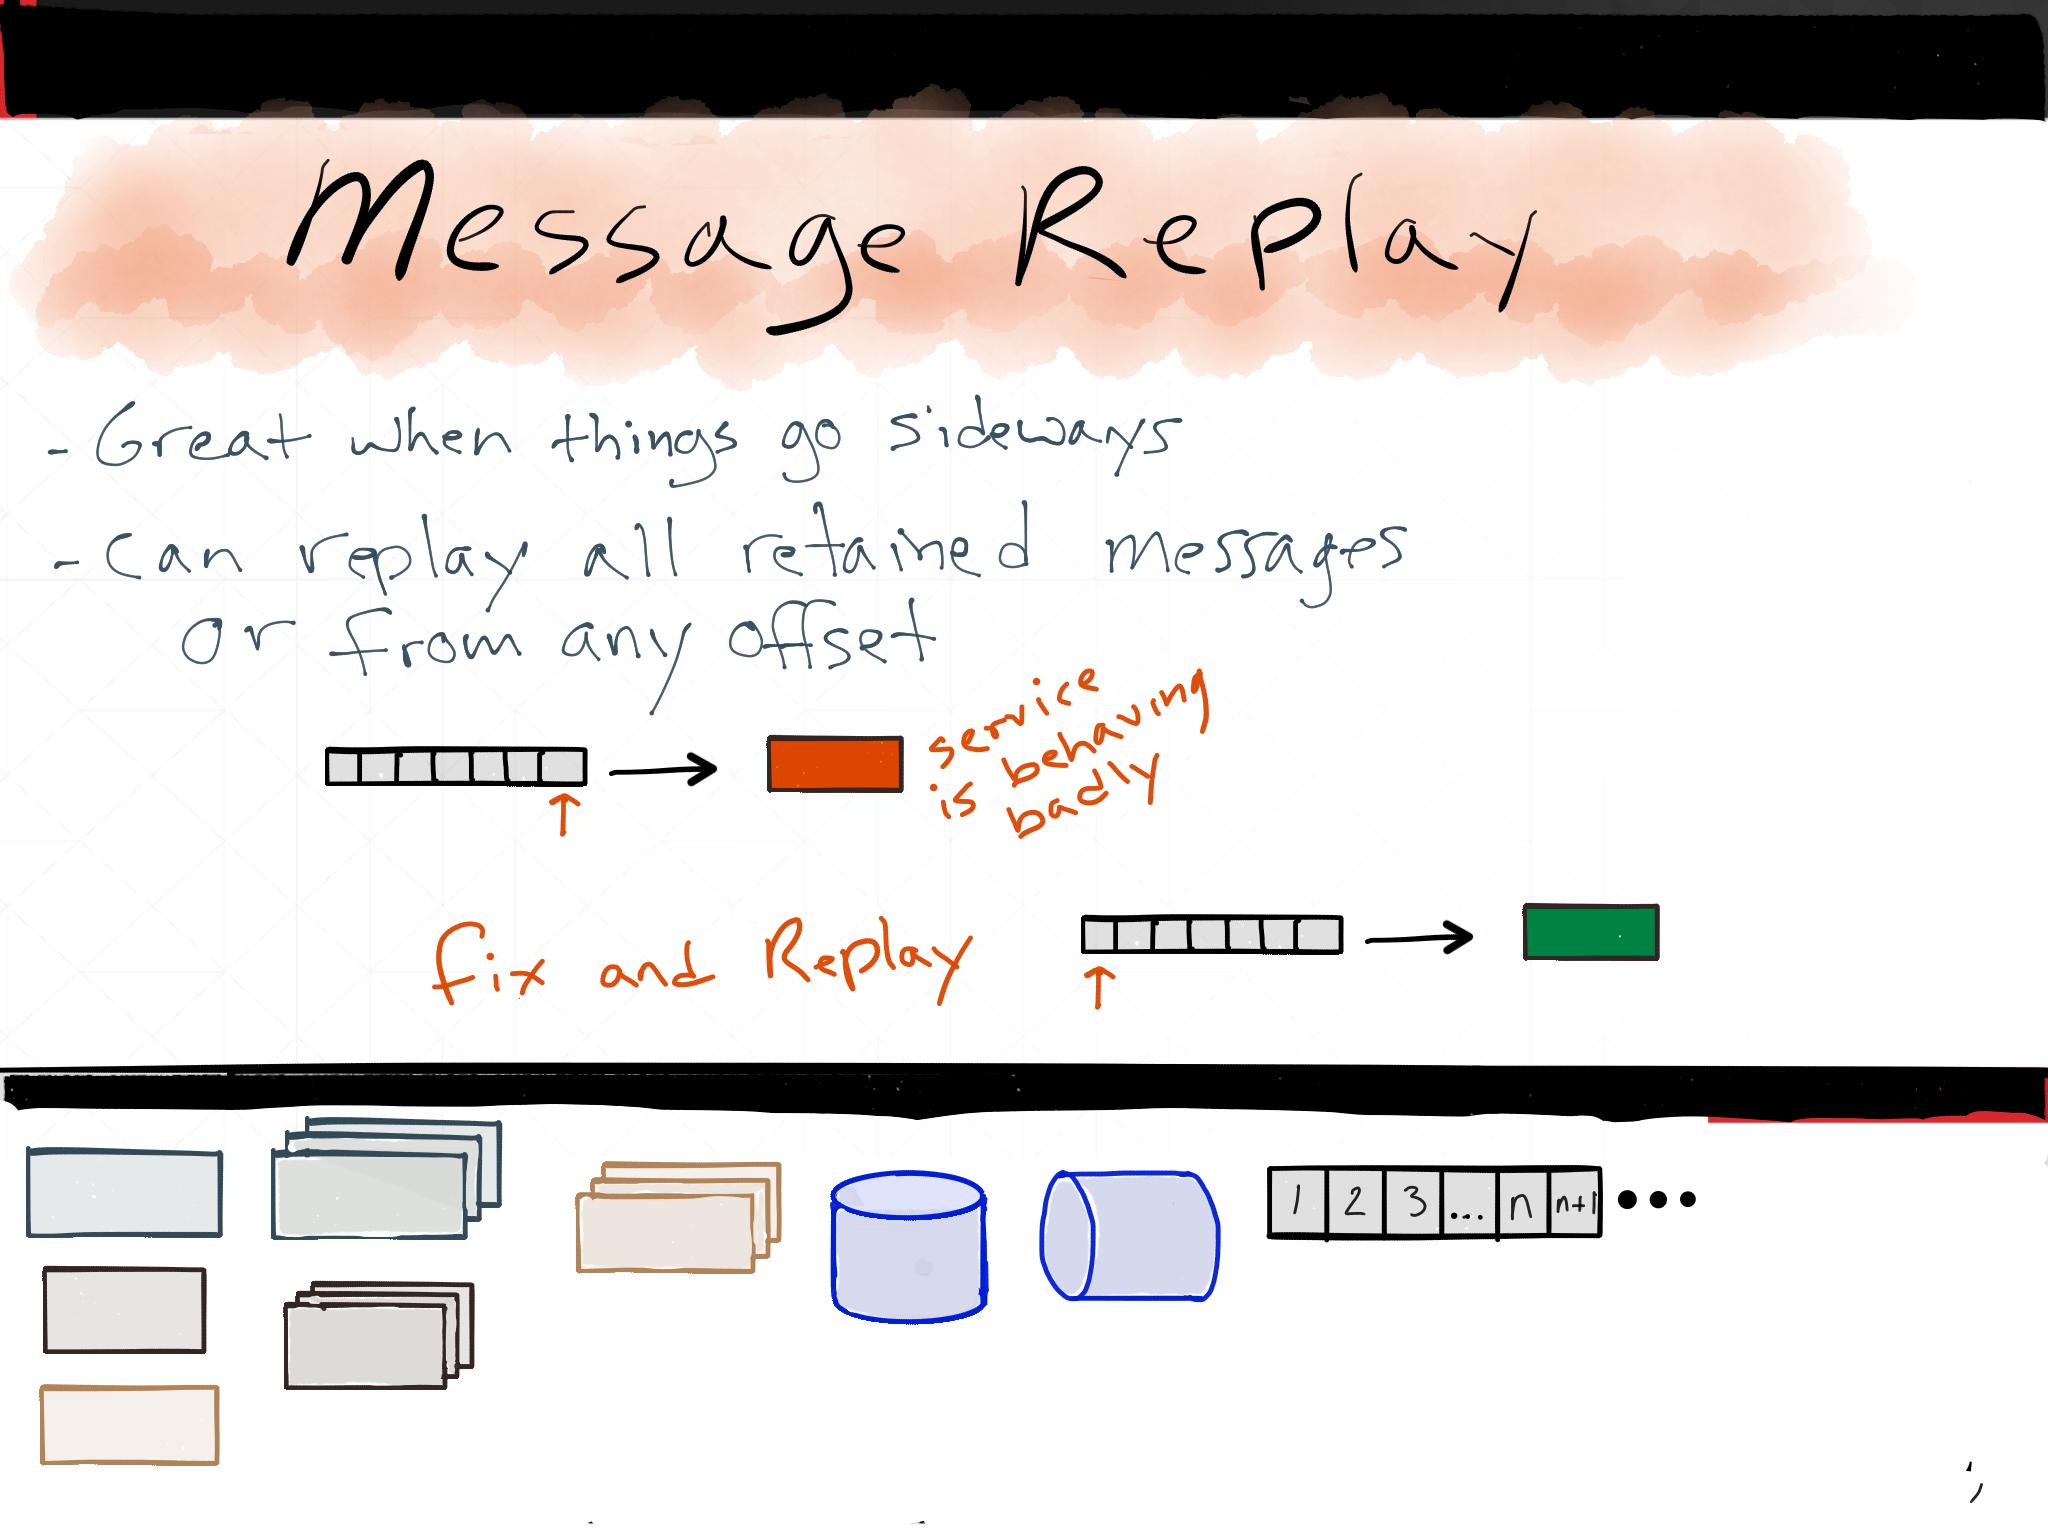 Message Replay
- Great when things go sideways
- Can replay all retained messages
or from any offset
service
is behaving
badly
fix and Replay
1 2 3 ... n n+1 •••